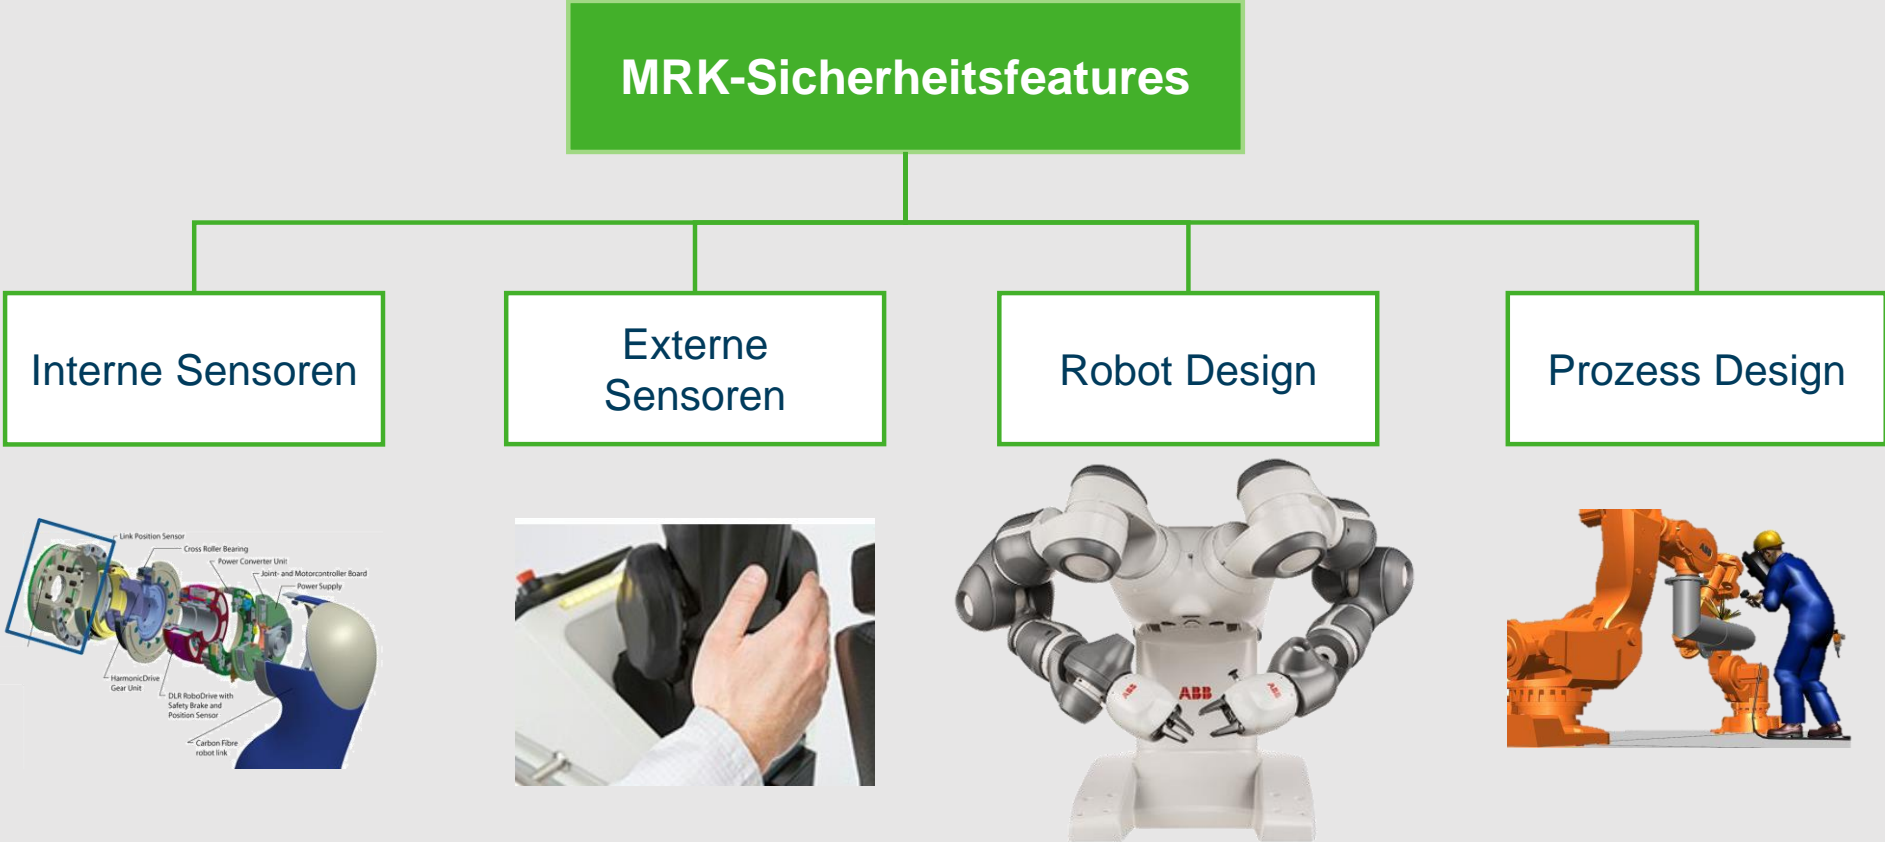 MRK-Sicherheitsfeatures
Interne Sensoren
Externe
Sensoren
Robot Design
Prozess Design
Link Position Sensor
Cross Roller Bearing
Power Converter Unit
Joint- and Motorcontroller Board
Power Supply
HarmonicDrive
Gear Unit
DLR RoboDrive with
Safety Brake and
Position Sensor
Carbon Fibre
robot link
ABB
ABB
ABB
ABB